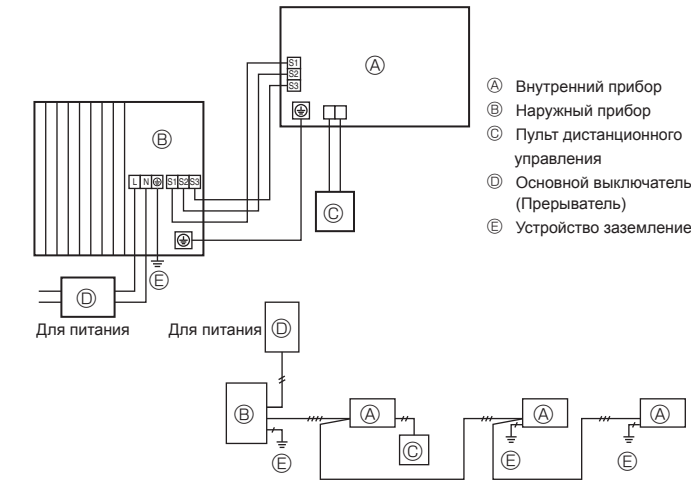 S1
S2
S3
Ⓐ
Ⓐ Внутренний прибор
Ⓑ Наружный прибор
Ⓒ Пульт дистанционного
управления
Ⓓ Основной выключатель
(Прерыватель)
Ⓔ Устройство заземление
Ⓑ
L N S1 S2 S3
Ⓒ
Ⓔ
Ⓓ
Для питания
Для питания Ⓓ
Ⓑ Ⓐ Ⓐ Ⓐ
Ⓒ
Ⓔ Ⓔ Ⓔ